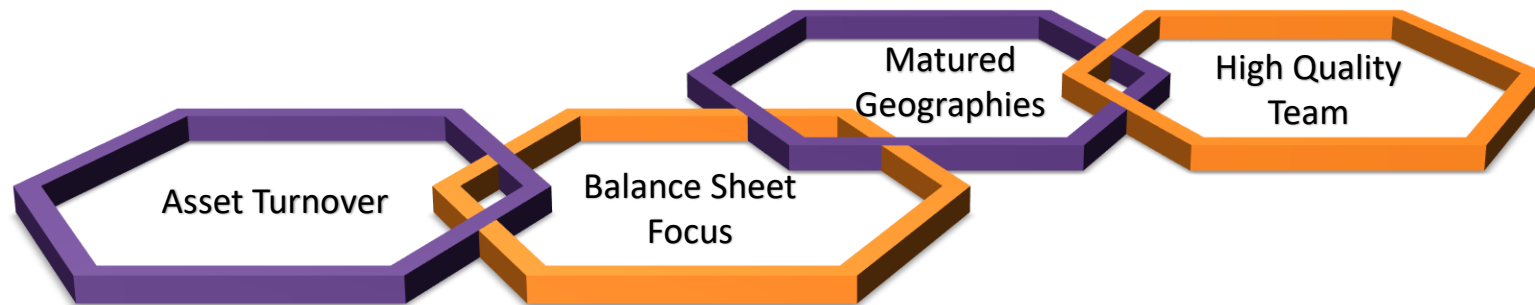 Asset Turnover
Balance Sheet
Focus
Matured
Geographies
High Quality
Team